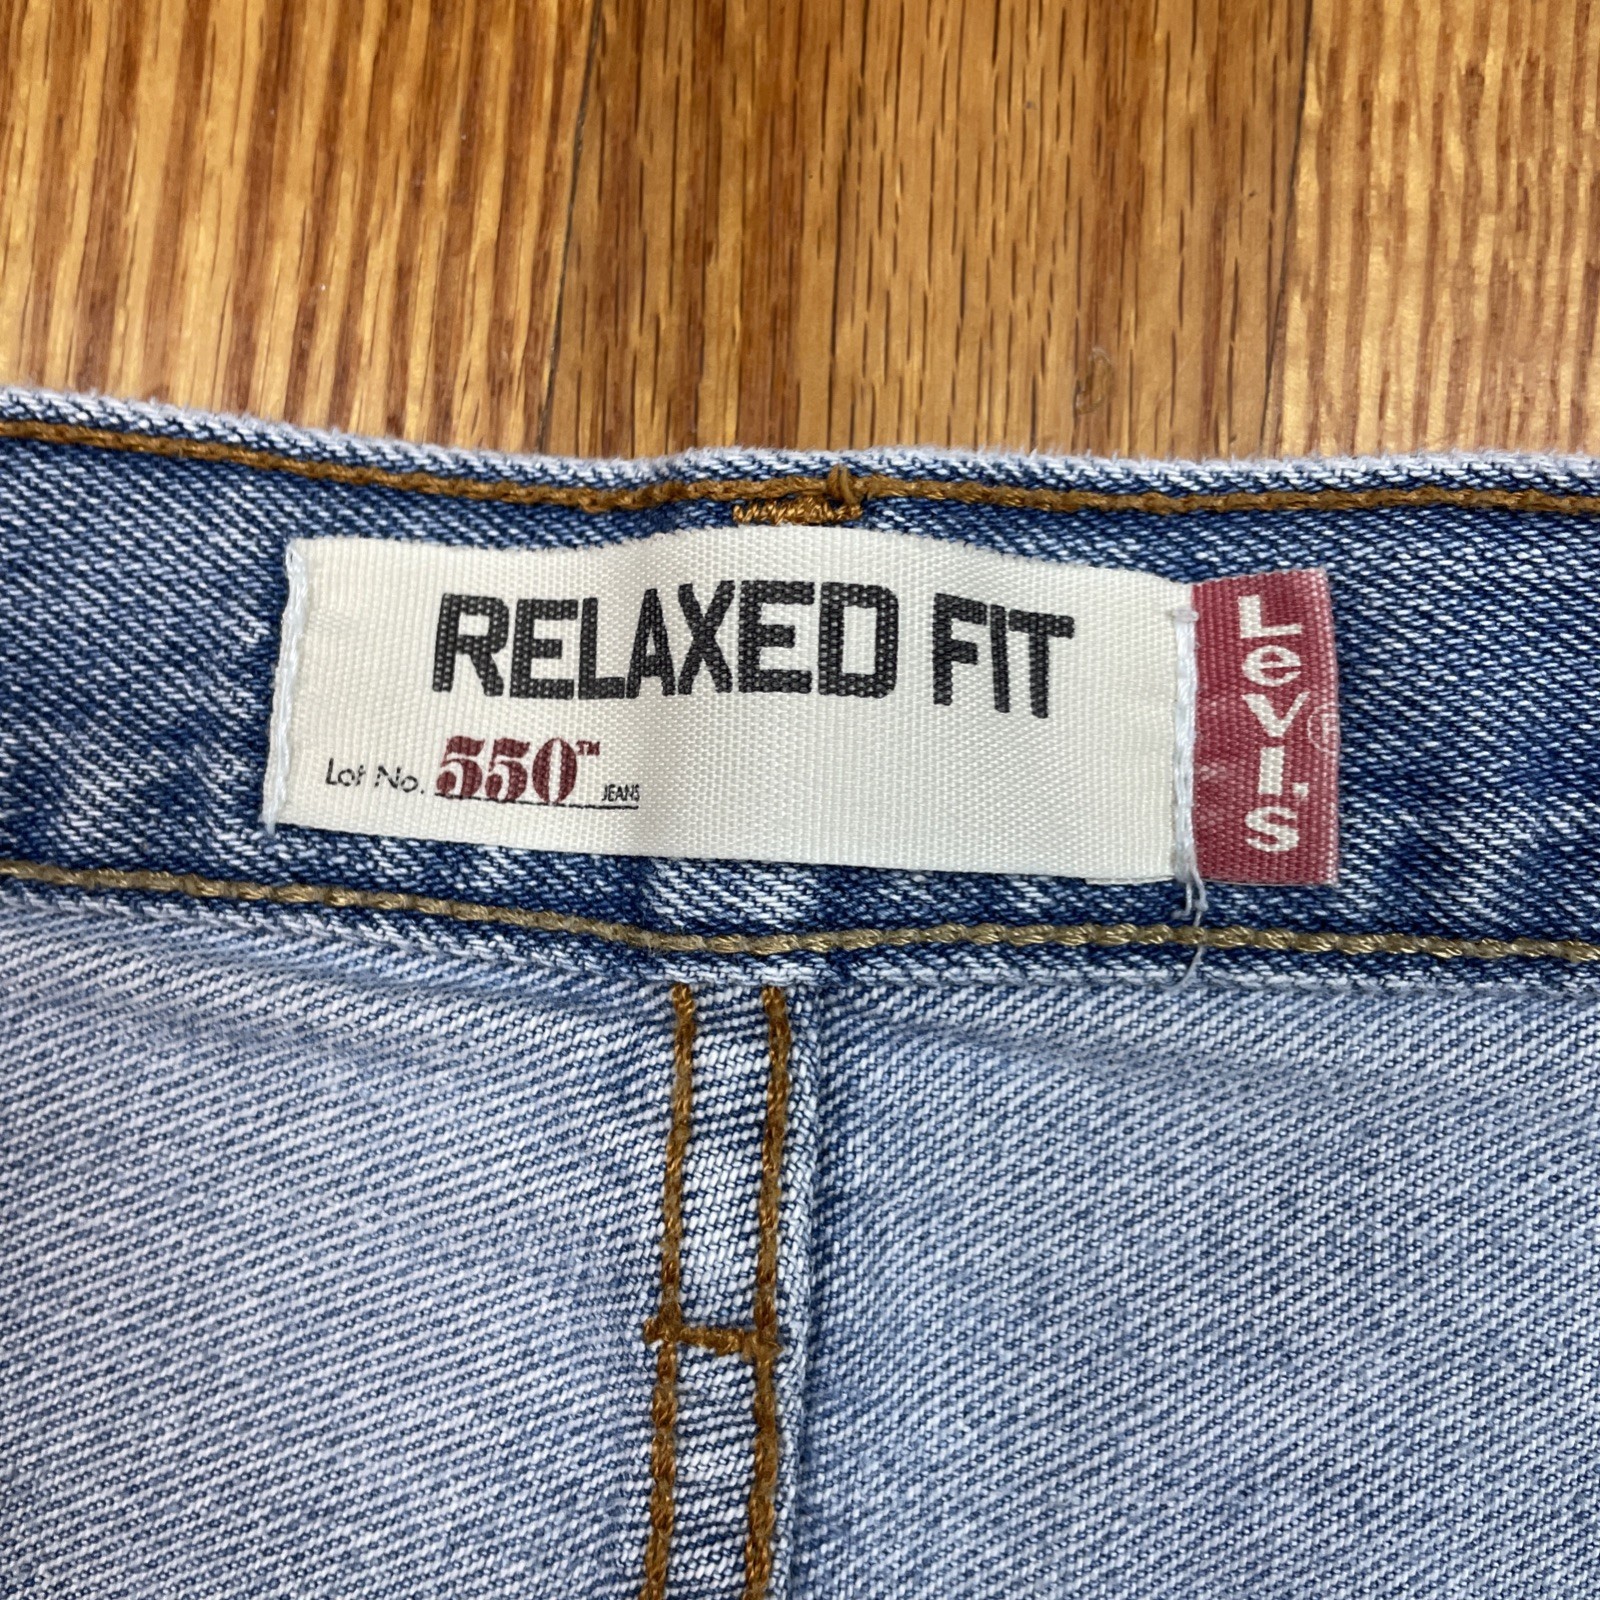 RELAXED FIT
Lot No. 550™ JEANS
Levi's®